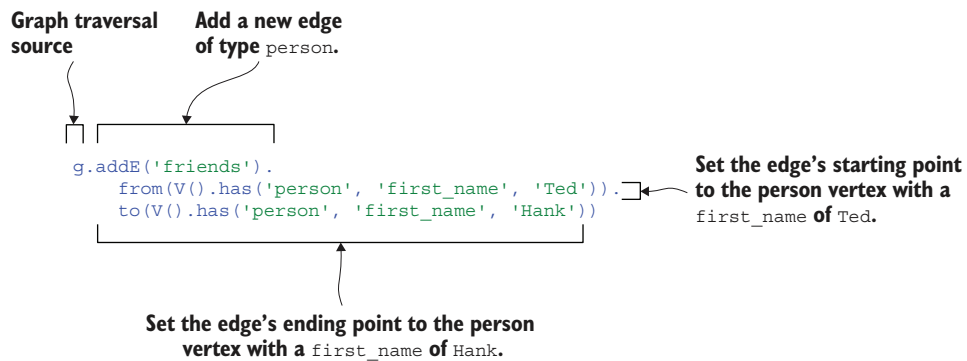 Graph traversal
source
Add a new edge
of type person.
g.addE('friends').
from(V().has('person', 'first_name', 'Ted')).
to(V().has('person', 'first_name', 'Hank'))
Set the edge's starting point
to the person vertex with a
first_name of Ted.
Set the edge's ending point to the person
vertex with a first_name of Hank.